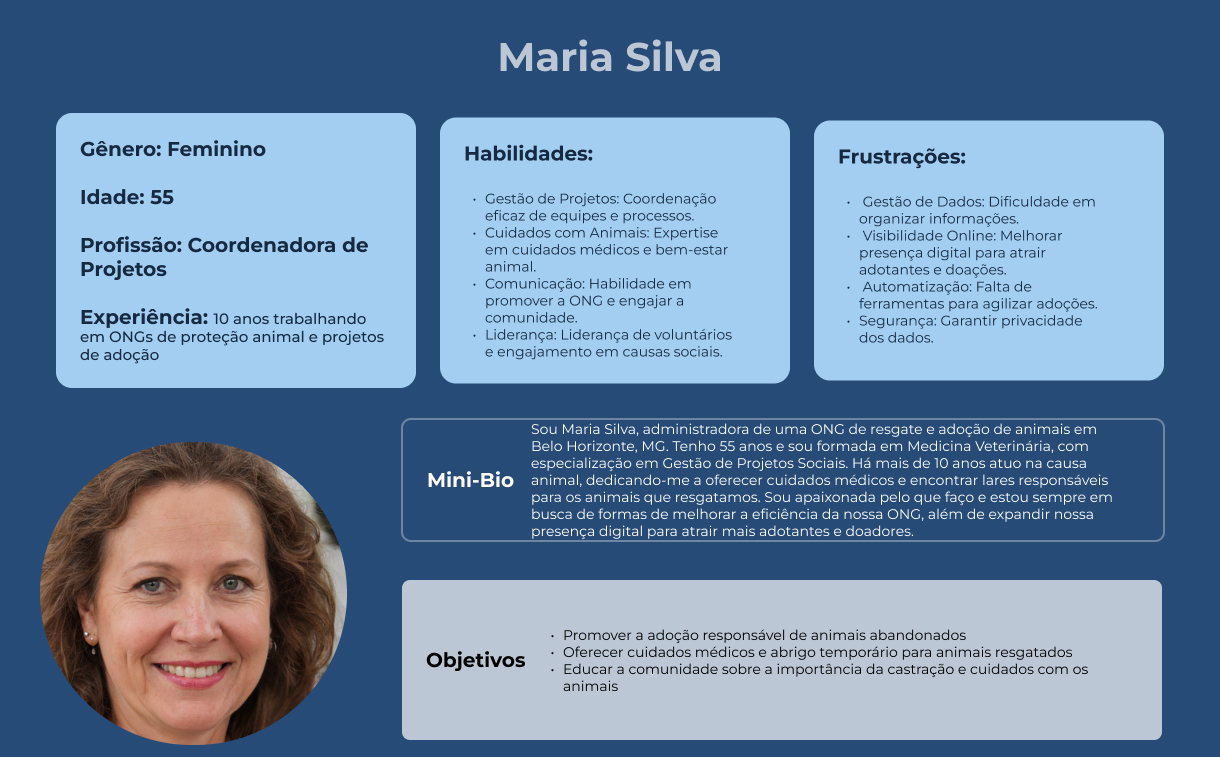 Maria Silva
Gênero: Feminino
Idade: 55
Profissão: Coordenadora de
Projetos
Experiência: 10 anos trabalhando
em ONGs de proteção animal e projetos
de adoção
Habilidades:
• Gestão de Projetos: Coordenação
eficaz de equipes e processos.
• Cuidados com Animais: Expertise
em cuidados médicos e bem-estar
animal.
• Comunicação: Habilidade em
promover a ONG e engajar a
comunidade.
• Liderança: Liderança de voluntários
e engajamento em causas sociais.
Frustrações:
• Gestão de Dados: Dificuldade em
organizar informações.
• Visibilidade Online: Melhorar
presença digital para atrair
adotantes e doações.
• Automatização: Falta de
ferramentas para agilizar adoções.
• Segurança: Garantir privacidade
dos dados.
Mini-Bio
Sou Maria Silva, administradora de uma ONG de resgate e adoção de animais em
Belo Horizonte, MG. Tenho 55 anos e sou formada em Medicina Veterinária, com
especialização em Gestão de Projetos Sociais. Há mais de 10 anos atuo na causa
animal, dedicando-me a oferecer cuidados médicos e encontrar lares responsáveis
para os animais que resgatamos. Sou apaixonada pelo que faço e estou sempre em
busca de formas de melhorar a eficiência da nossa ONG, além de expandir nossa
presença digital para atrair mais adotantes e doadores.
Objetivos
• Promover a adoção responsável de animais abandonados
• Oferecer cuidados médicos e abrigo temporário para animais resgatados
• Educar a comunidade sobre a importância da castração e cuidados com os
animais